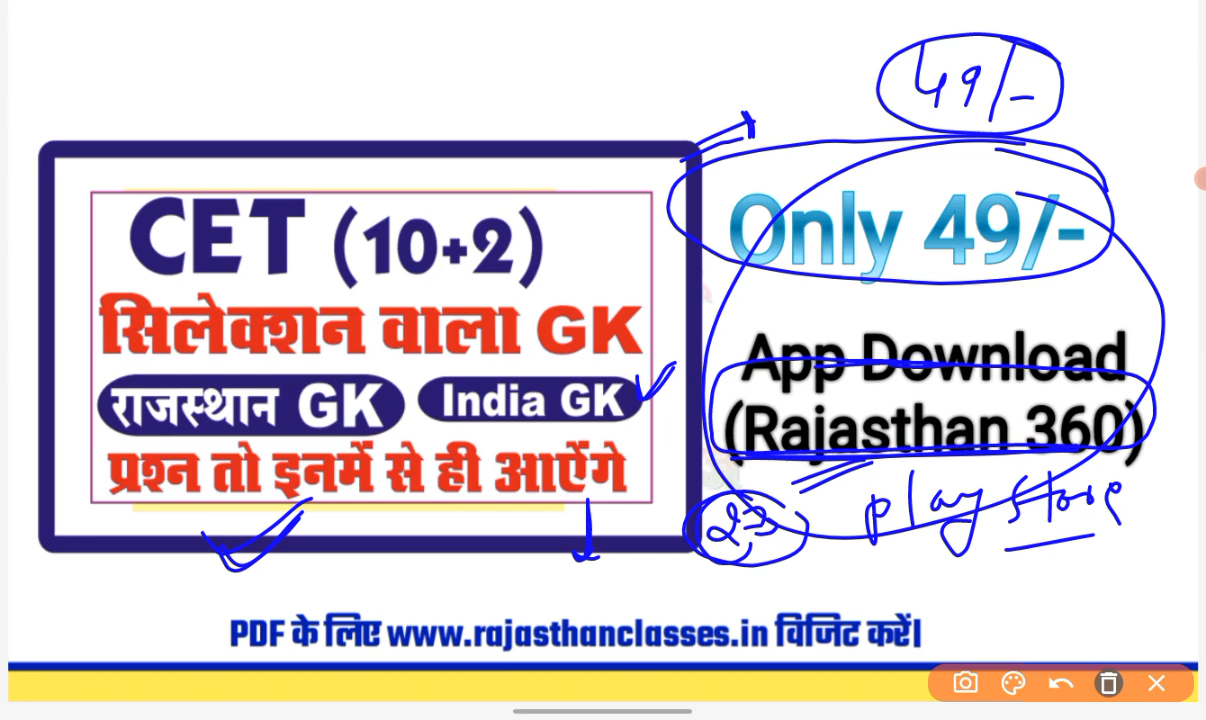 49/-
CET (10+2)
सिलेक्शन वाला GK
राजस्थान GK India GK
प्रश्न तो इनमें से ही आऐंगे
Only 49/-
App Download
(Rajasthan 360)
play store
PDF के लिए www.rajasthanclasses.in विजिट करें।